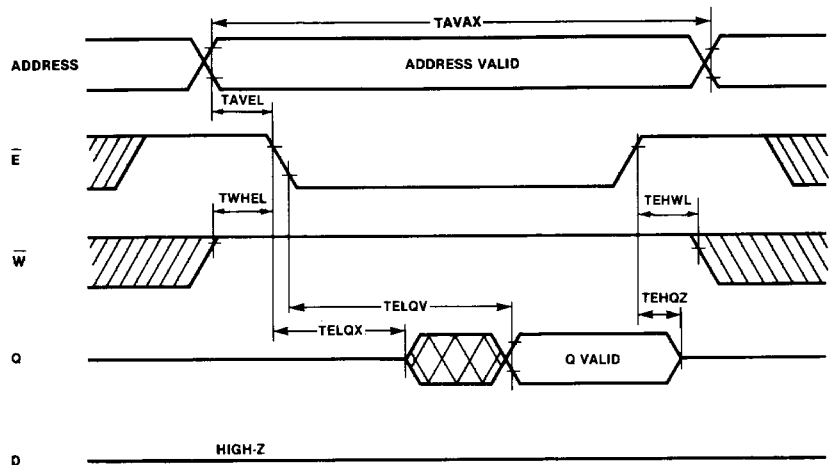 TAVAX
ADDRESS
ADDRESS VALID
TAVEL
E
TWHEL
TEHWL
W
TELQV
TEHQZ
TELQX
Q
Q VALID
HIGH-Z
D